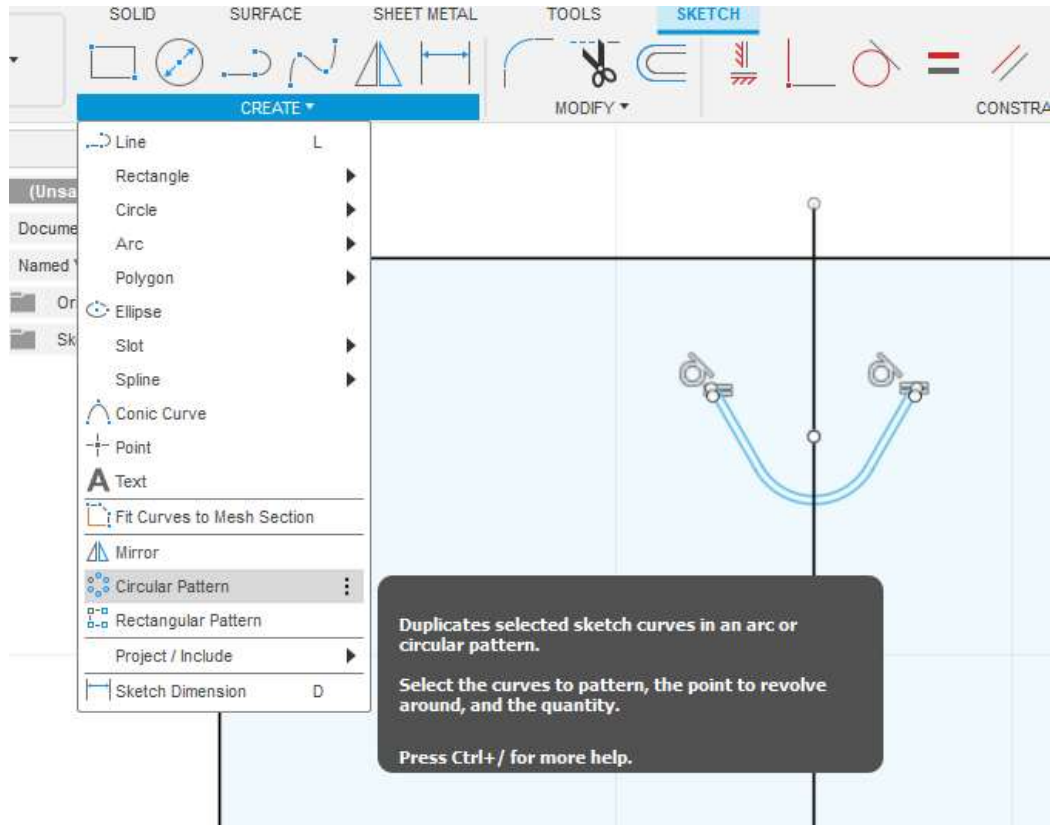 SOLID
SURFACE
SHEET METAL
TOOLS
SKETCH
CREATE ▾
MODIFY ▾
CONSTRA
(Unsa
Docume
Named
Or
Sk
Line L
Rectangle
Circle
Arc
Polygon
Ellipse
Slot
Spline
Conic Curve
Point
Text
Fit Curves to Mesh Section
Mirror
Circular Pattern
Rectangular Pattern
Project / Include
Sketch Dimension D
Duplicates selected sketch curves in an arc or
circular pattern.
Select the curves to pattern, the point to revolve
around, and the quantity.
Press Ctrl+/ for more help.